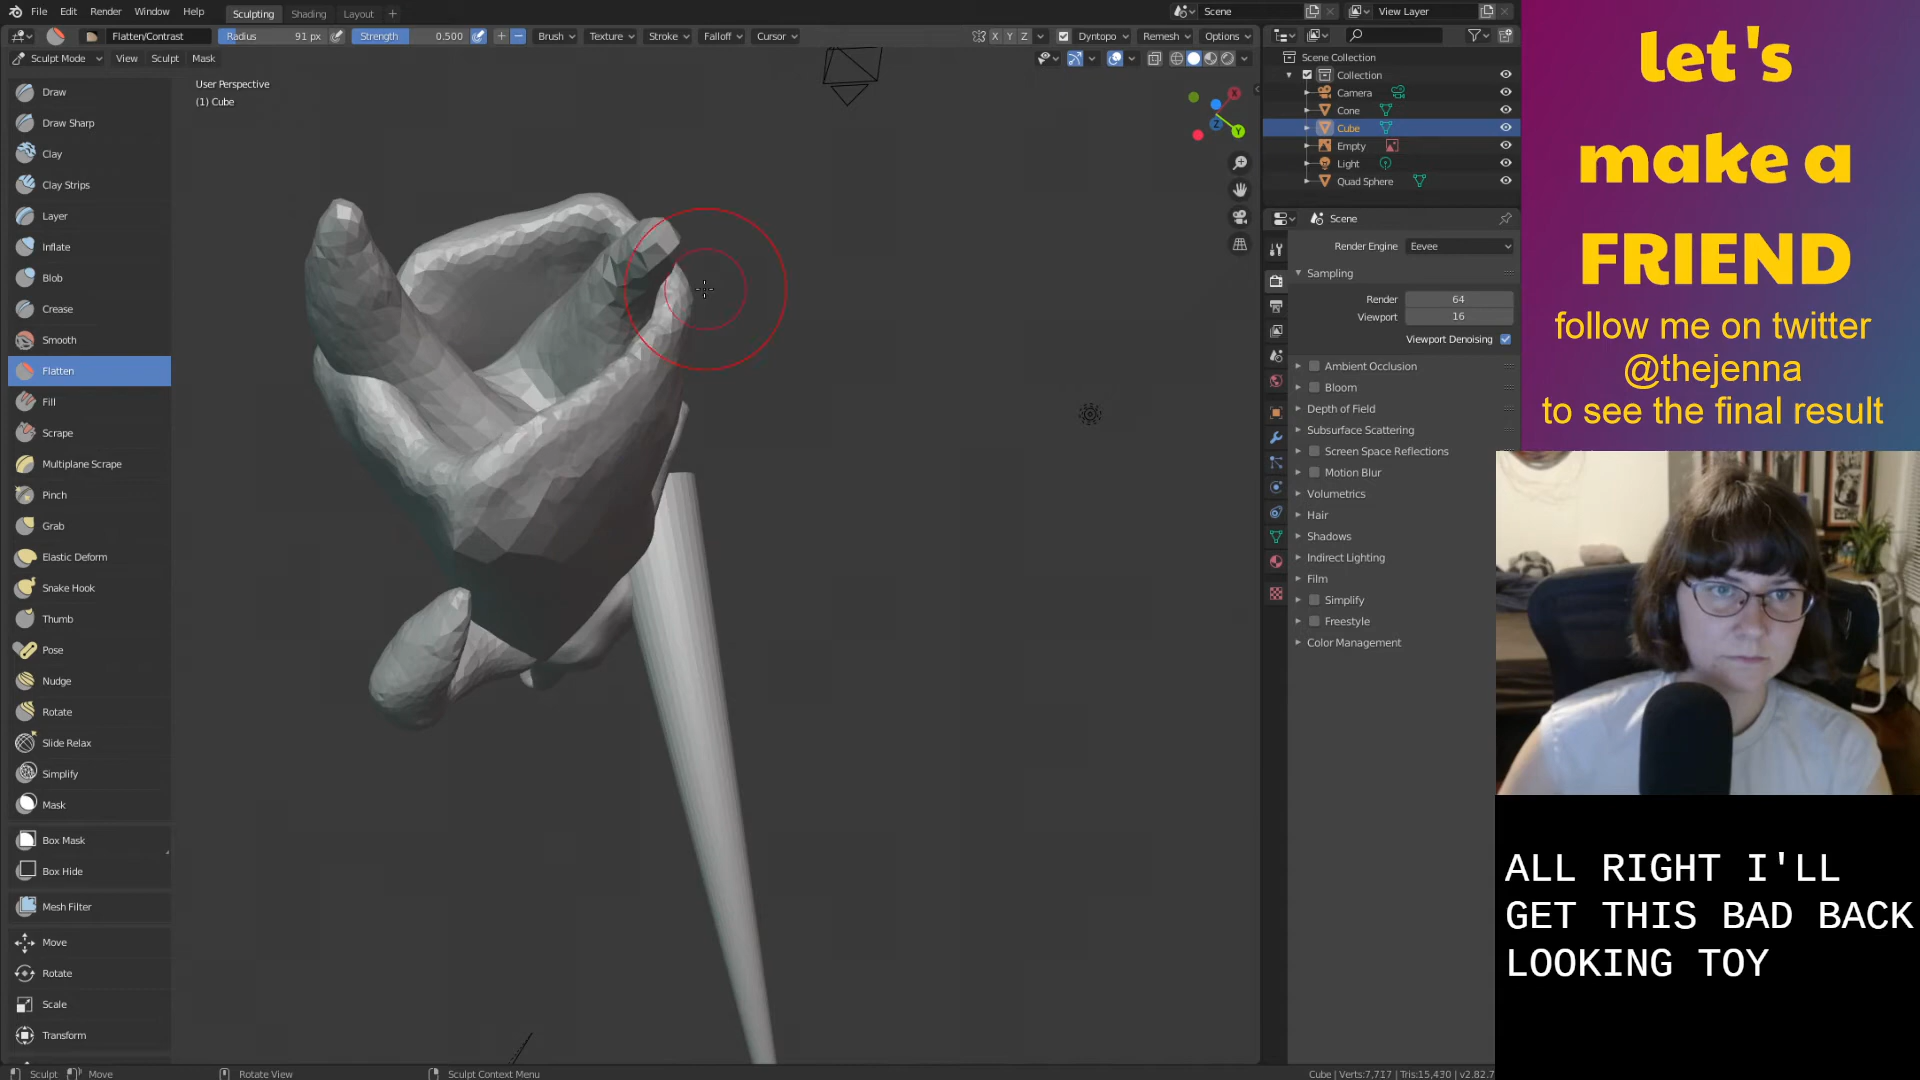 File Edit Render Window Help Sculpting Shading Layout + Scene View Layer
Flatten/Contrast Radius 91 px Strength 0.500 Brush Texture Stroke Falloff Cursor X Y Z Dyntopo Remesh Options
Sculpt Mode View Sculpt Mask
User Perspective
(1) Cube
Draw
Draw Sharp
Clay
Clay Strips
Layer
Inflate
Blob
Crease
Smooth
Flatten
Fill
Scrape
Multiplane Scrape
Pinch
Grab
Elastic Deform
Snake Hook
Thumb
Pose
Nudge
Rotate
Slide Relax
Simplify
Mask
Box Mask
Box Hide
Mesh Filter
Move
Rotate
Scale
Transform
X
Y
Z
Scene Collection
Collection
Camera
Cone
Cube
Empty
Light
Quad Sphere
Scene
Render Engine Eevee
Sampling
Render 64
Viewport 16
Viewport Denoising
Ambient Occlusion
Bloom
Depth of Field
Subsurface Scattering
Screen Space Reflections
Motion Blur
Volumetrics
Hair
Shadows
Indirect Lighting
Film
Simplify
Freestyle
Color Management
let's
make a
FRIEND
follow me on twitter
@thejenna
to see the final result
ALL RIGHT I'LL
GET THIS BAD BACK
LOOKING TOY
Sculpt Move Rotate View Sculpt Context Menu Cube | Verts:7,717 | Tris:15,430 | v2.82.7